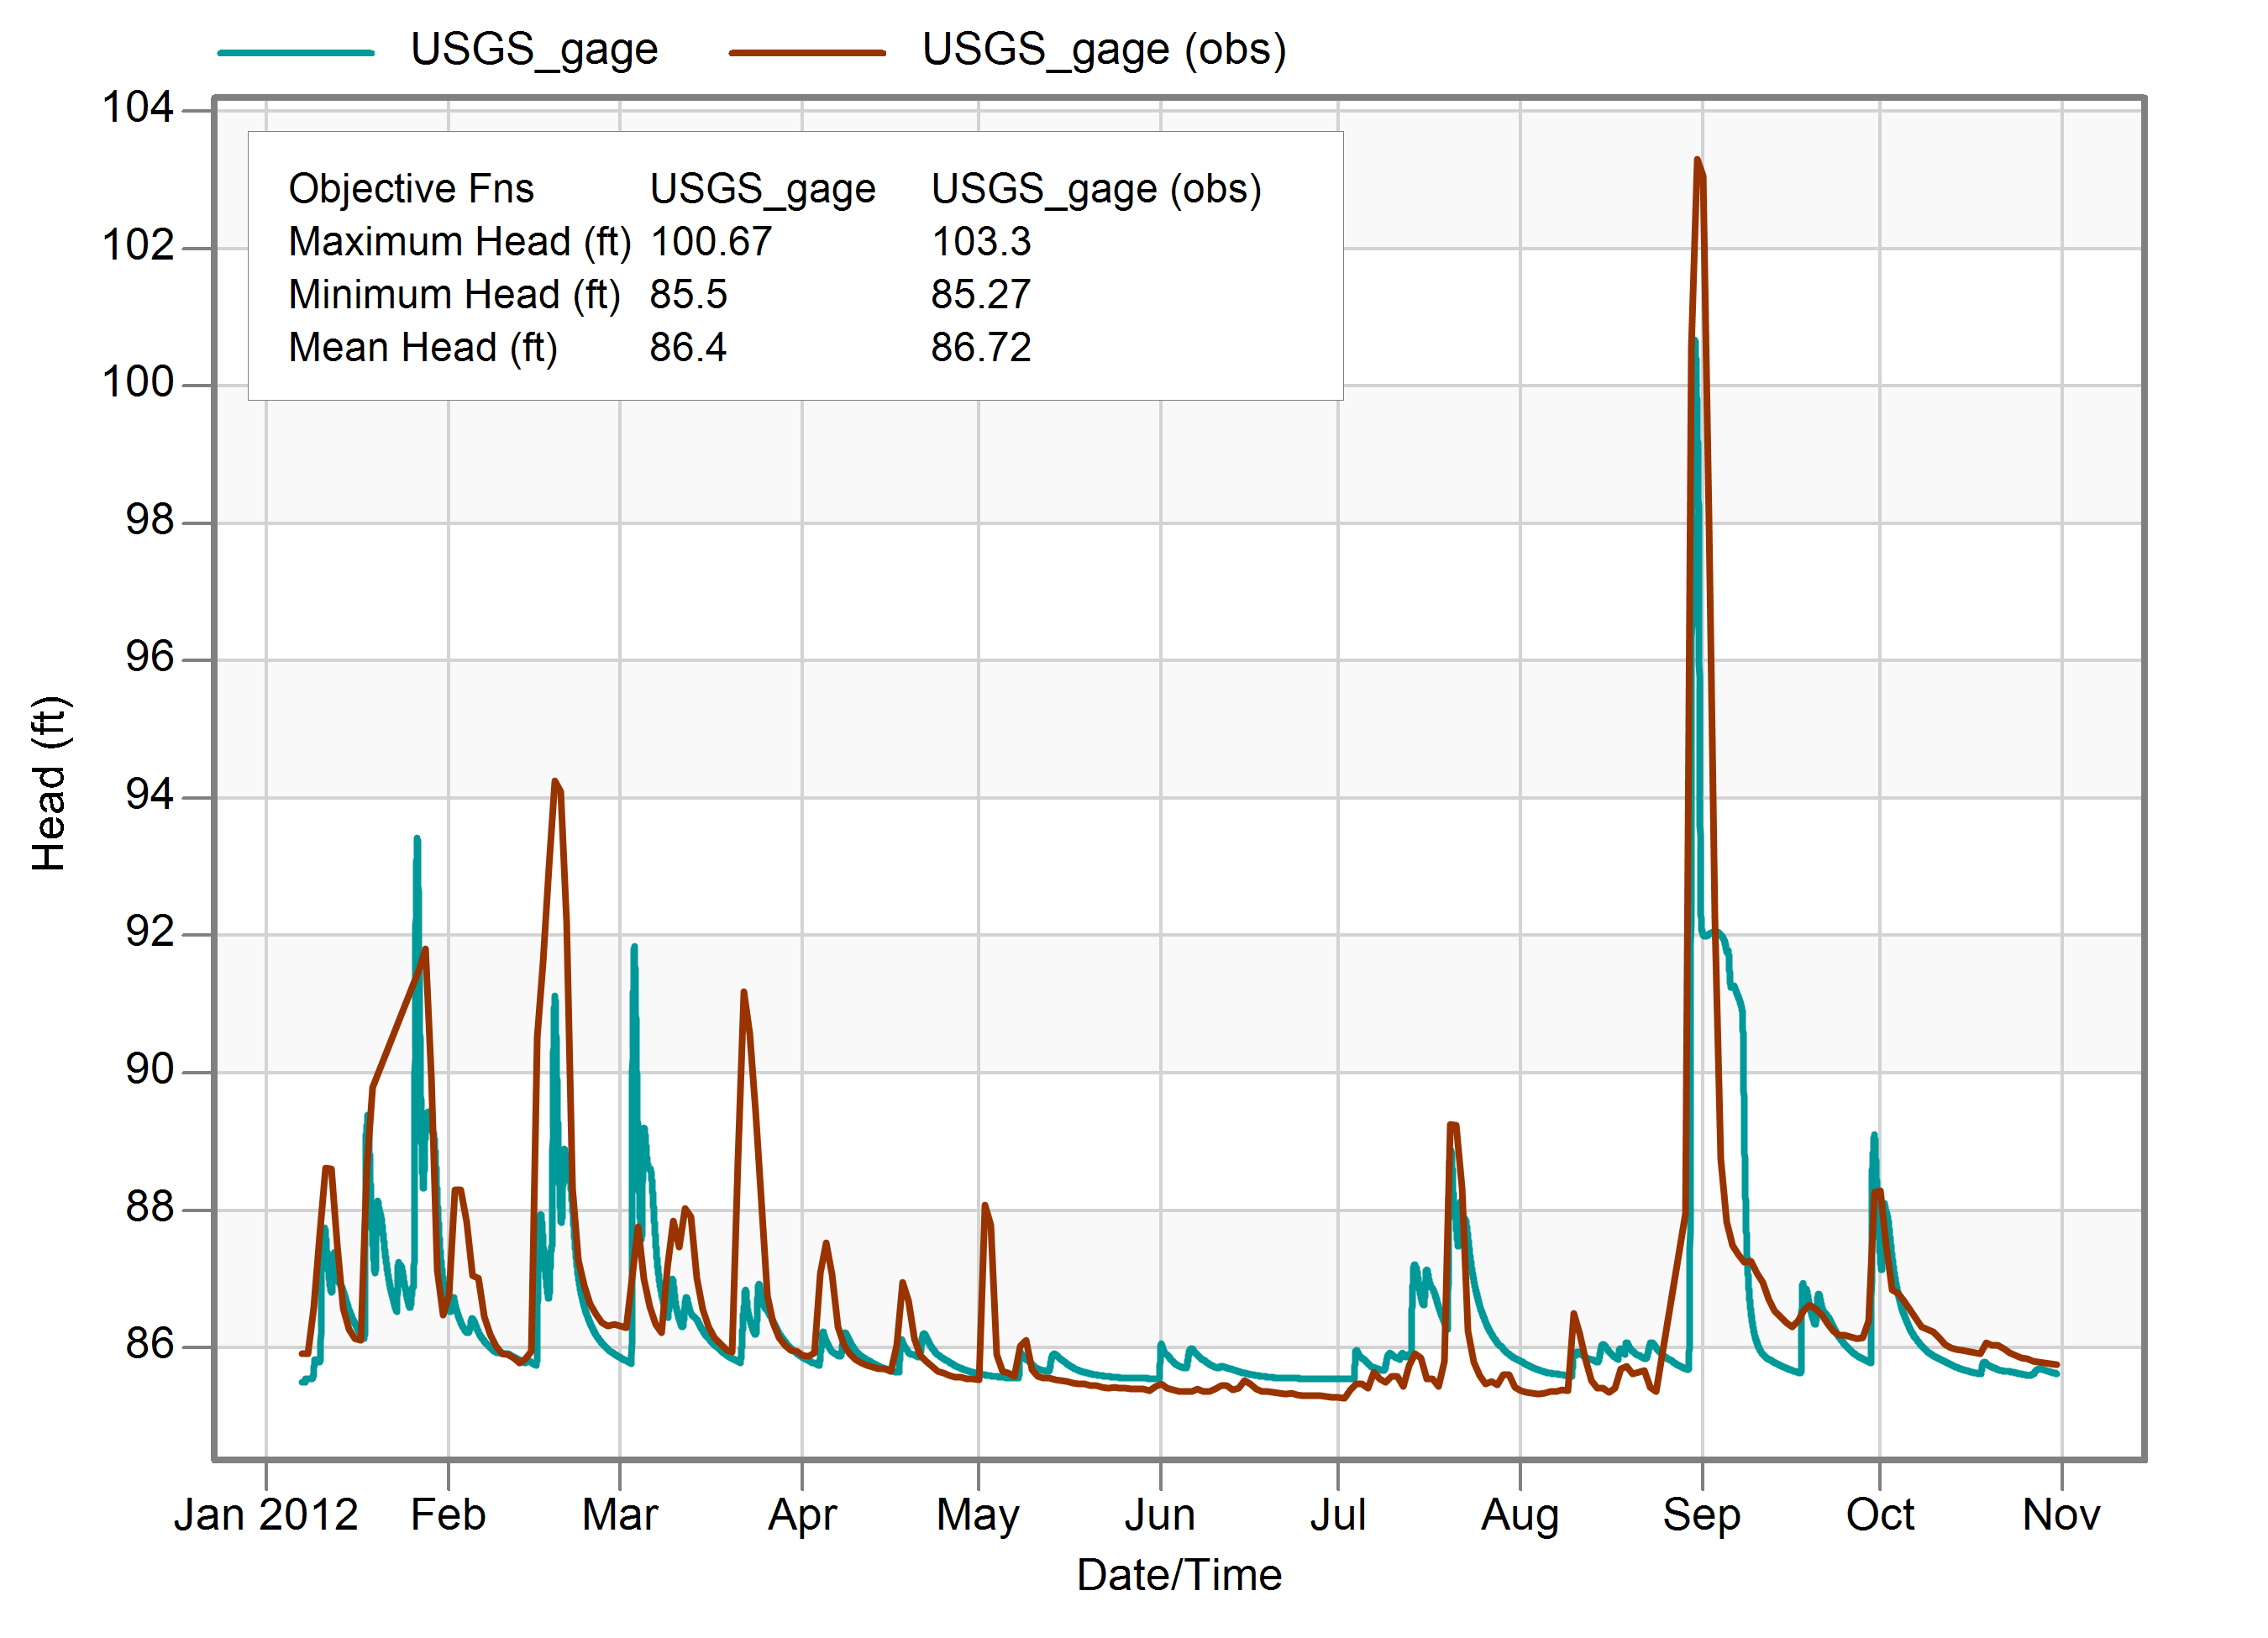 USGS_gage USGS_gage (obs)
104
102
100
98
96
94
92
90
88
86
Head (ft)
Objective Fns USGS_gage USGS_gage (obs)
Maximum Head (ft) 100.67 103.3
Minimum Head (ft) 85.5 85.27
Mean Head (ft) 86.4 86.72
Jan 2012 Feb Mar Apr May Jun Jul Aug Sep Oct Nov
Date/Time